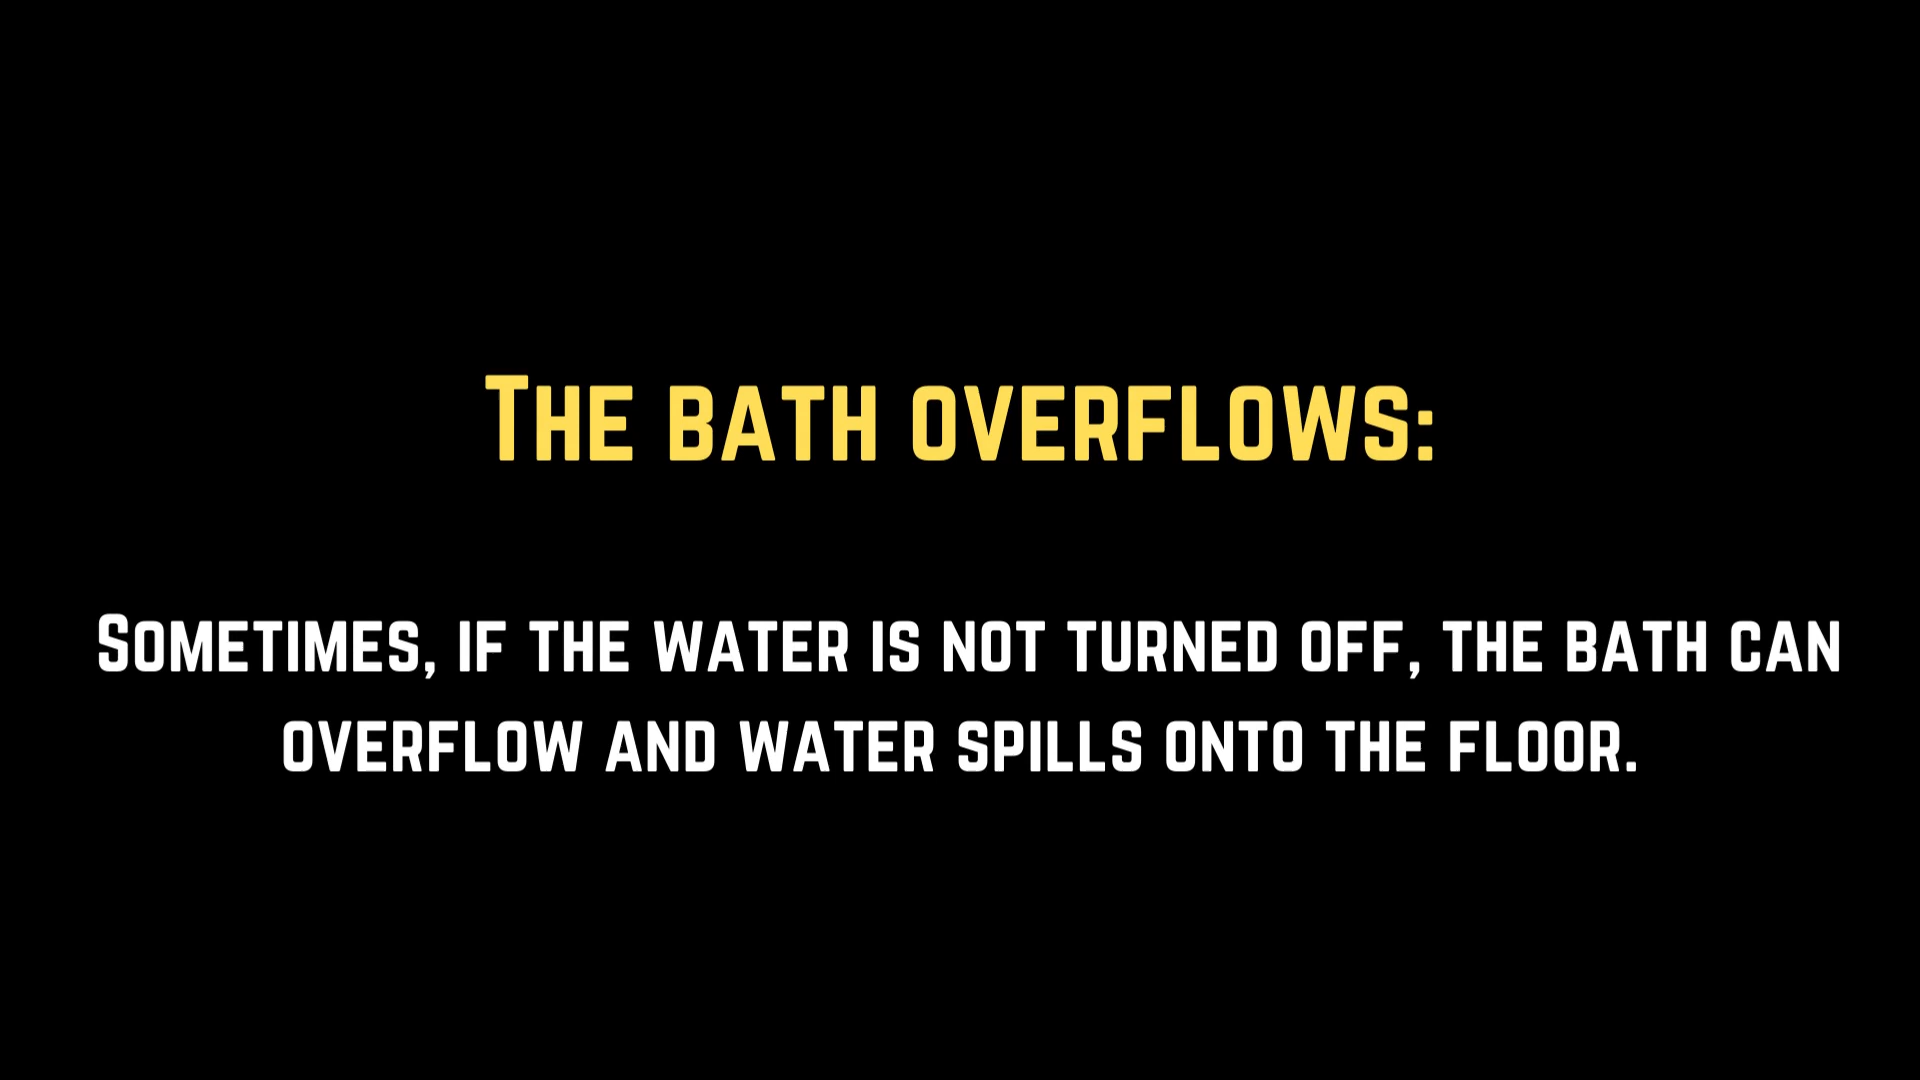 The bath overflows:
Sometimes, if the water is not turned off, the bath can
overflow and water spills onto the floor.